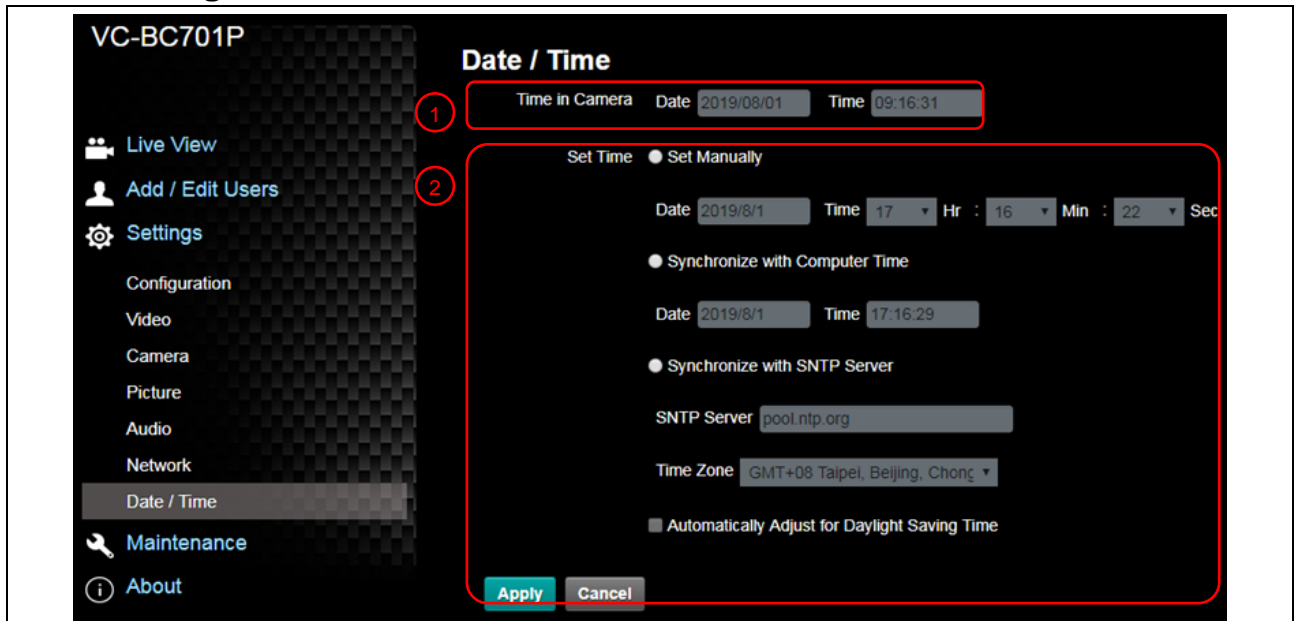 VC-BC701P
Live View
Add / Edit Users
Settings
Configuration
Video
Camera
Picture
Audio
Network
Date / Time
Maintenance
About
Date / Time
1
Time in Camera Date 2019/08/01 Time 09:16:31
2
Set Time Set Manually
Date 2019/8/1 Time 17 Hr : 16 Min : 22 Sec
Synchronize with Computer Time
Date 2019/8/1 Time 17:16:29
Synchronize with SNTP Server
SNTP Server pool.ntp.org
Time Zone GMT+08 Taipei, Beijing, Chong
Automatically Adjust for Daylight Saving Time
Apply Cancel